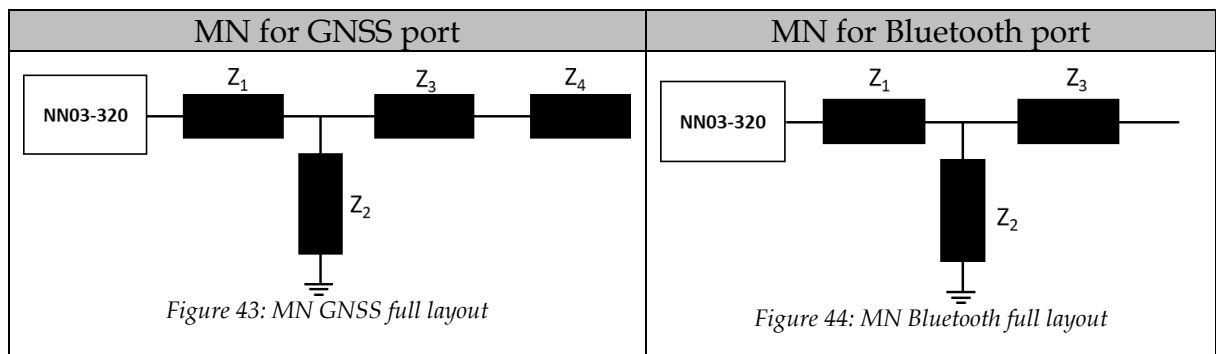 MN for GNSS port
MN for Bluetooth port
Z1 Z3 Z4
NN03-320
Z2
Figure 43: MN GNSS full layout
Z1 Z3
NN03-320
Z2
Figure 44: MN Bluetooth full layout